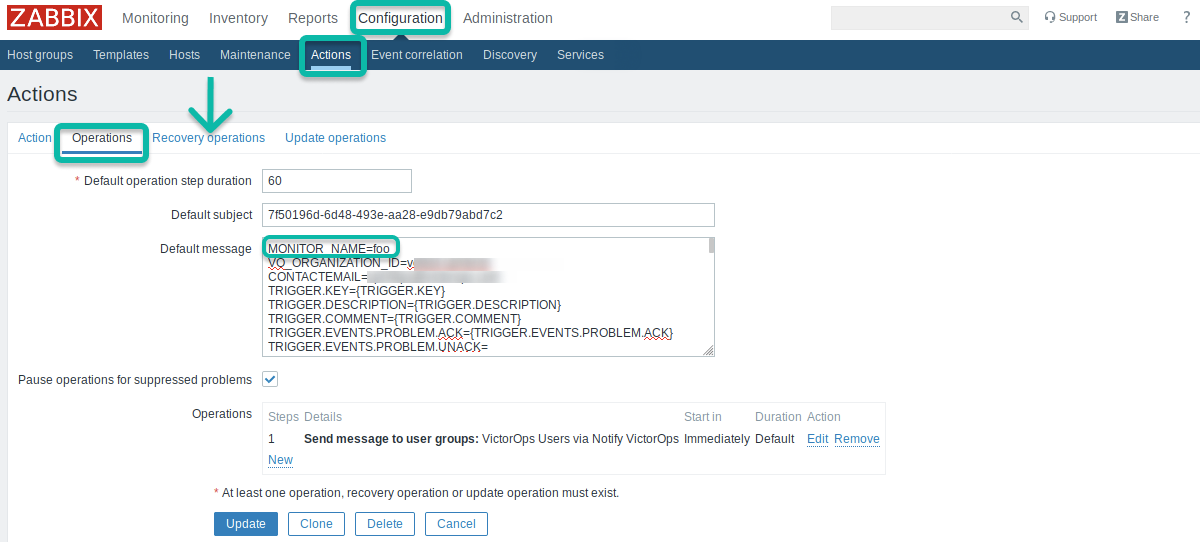 ZABBIX Monitoring Inventory Reports Configuration Administration Support Z Share ?
Host groups Templates Hosts Maintenance Actions Event correlation Discovery Services
Actions
Action Operations Recovery operations Update operations
* Default operation step duration 60
Default subject 7f50196d-6d48-493e-aa28-e9db79abd7c2
Default message MONITOR_NAME=foo
VO_ORGANIZATION_ID=v
CONTACTEMAIL=
TRIGGER.KEY={TRIGGER.KEY}
TRIGGER.DESCRIPTION={TRIGGER.DESCRIPTION}
TRIGGER.COMMENT={TRIGGER.COMMENT}
TRIGGER.EVENTS.PROBLEM.ACK={TRIGGER.EVENTS.PROBLEM.ACK}
TRIGGER.EVENTS.PROBLEM.UNACK=
Pause operations for suppressed problems
Operations Steps Details Start in Duration Action
1 Send message to user groups: VictorOps Users via Notify VictorOps Immediately Default Edit Remove
New
* At least one operation, recovery operation or update operation must exist.
Update Clone Delete Cancel